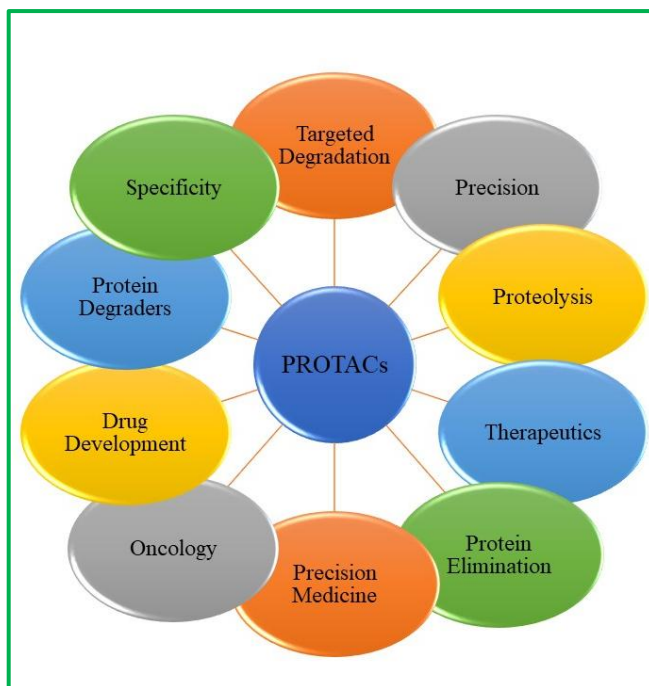 Targeted
Degradation
Precision
Proteolysis
Therapeutics
Protein
Elimination
Precision
Medicine
Oncology
Drug
Development
Protein
Degraders
Specificity
PROTACs